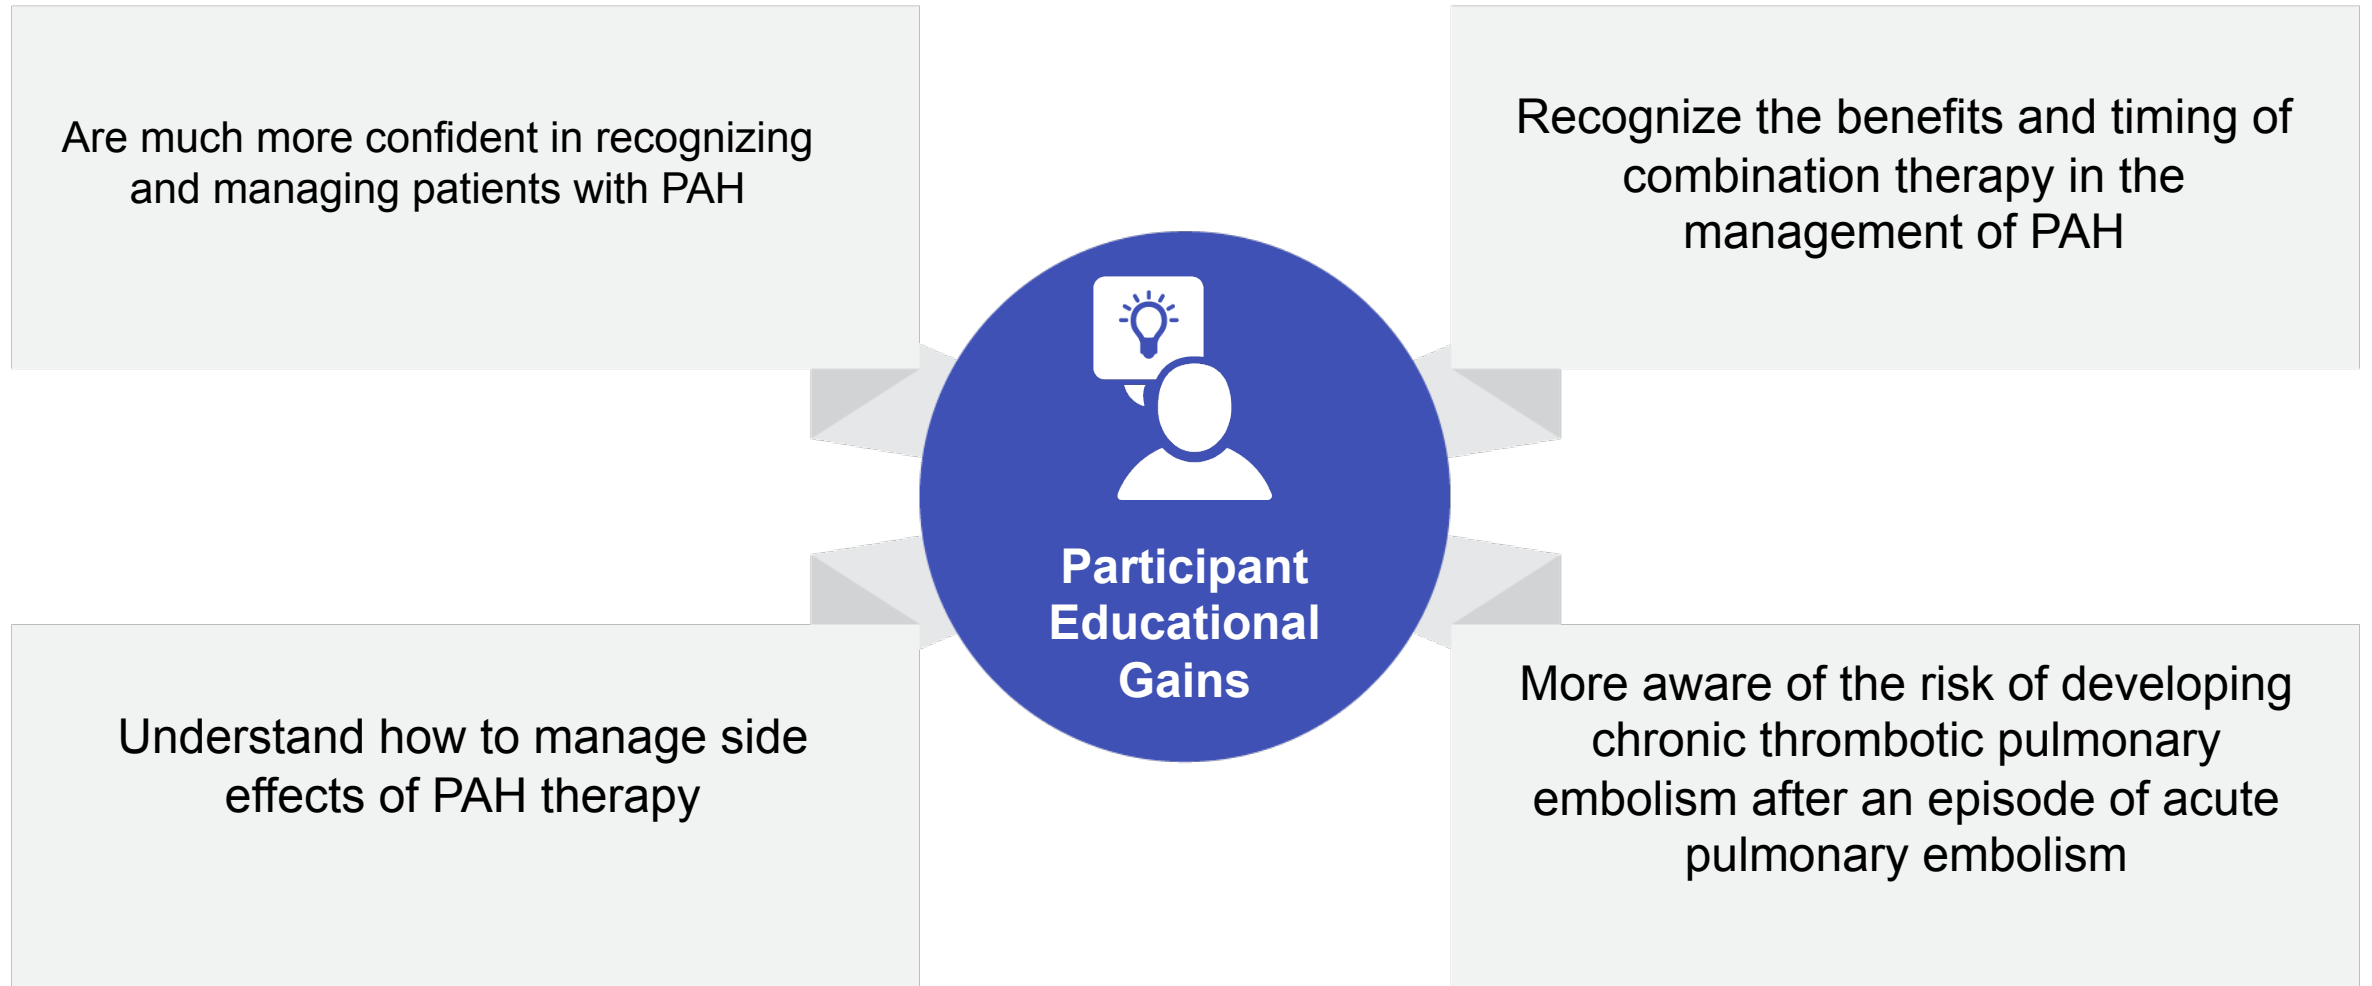 Are much more confident in recognizing
and managing patients with PAH
Recognize the benefits and timing of
combination therapy in the
management of PAH
Participant
Educational
Gains
Understand how to manage side
effects of PAH therapy
More aware of the risk of developing
chronic thrombotic pulmonary
embolism after an episode of acute
pulmonary embolism